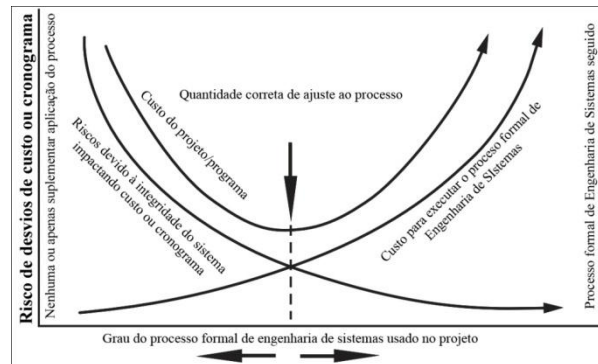 Risco de desvios de custo ou cronograma
Nenhuma ou apenas suplementar aplicação do processo
Custo do projeto/programa
Riscos devido à integridade do sistema
impactando custo ou cronograma
Quantidade correta de ajuste ao processo
Custo para executar o processo formal de
Engenharia de SIstemas
Processo formal de Engenharia de Sistemas seguido
Grau do processo formal de engenharia de sistemas usado no projeto